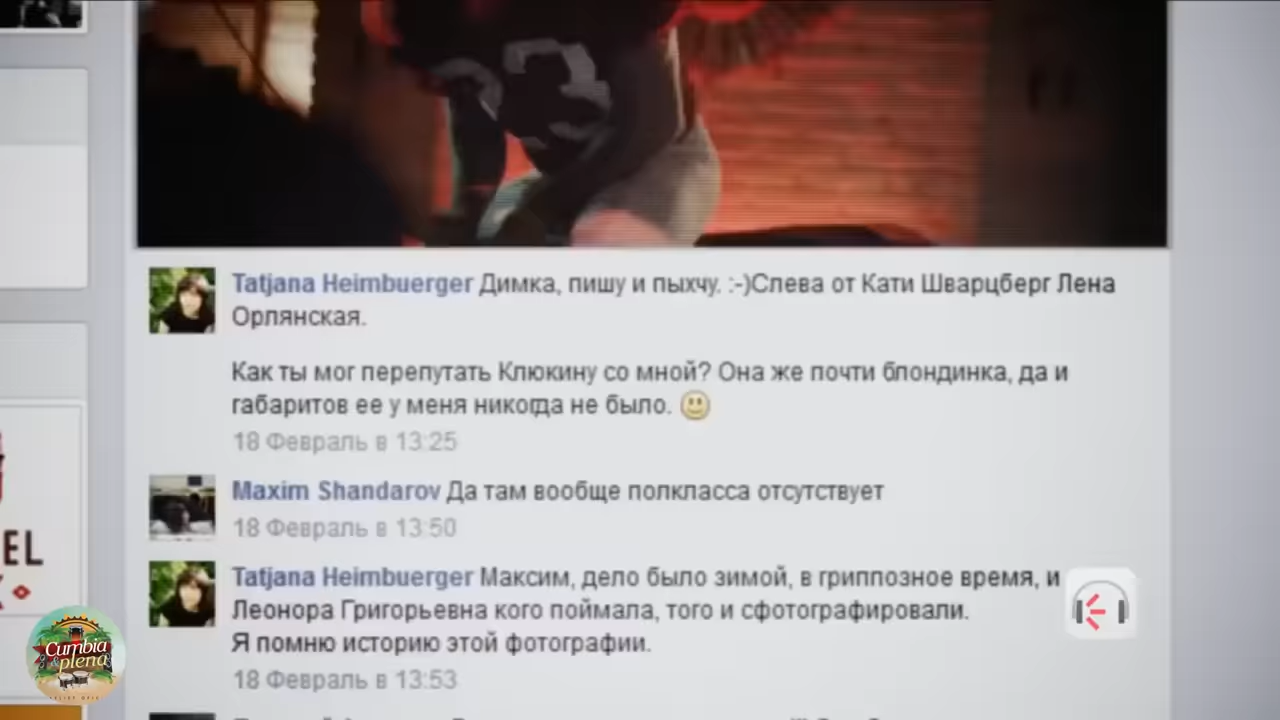 Tatjana Heimbuerger Димка, пишу и пыхчу. :-)Слева от Кати Шварцберг Лена
Орлянская.
Как ты мог перепутать Клюкину со мной? Она же почти блондинка, да и
габаритов ее у меня никогда не было.
18 Февраль в 13:25
Maxim Shandarov Да там вообще полкласса отсутствует
18 Февраль в 13:50
Tatjana Heimbuerger Максим, дело было зимой, в гриппозное время, и
Леонора Григорьевна кого поймала, того и сфотографировали.
Я помню историю этой фотографии.
18 Февраль в 13:53
EL
Cumbia
plena